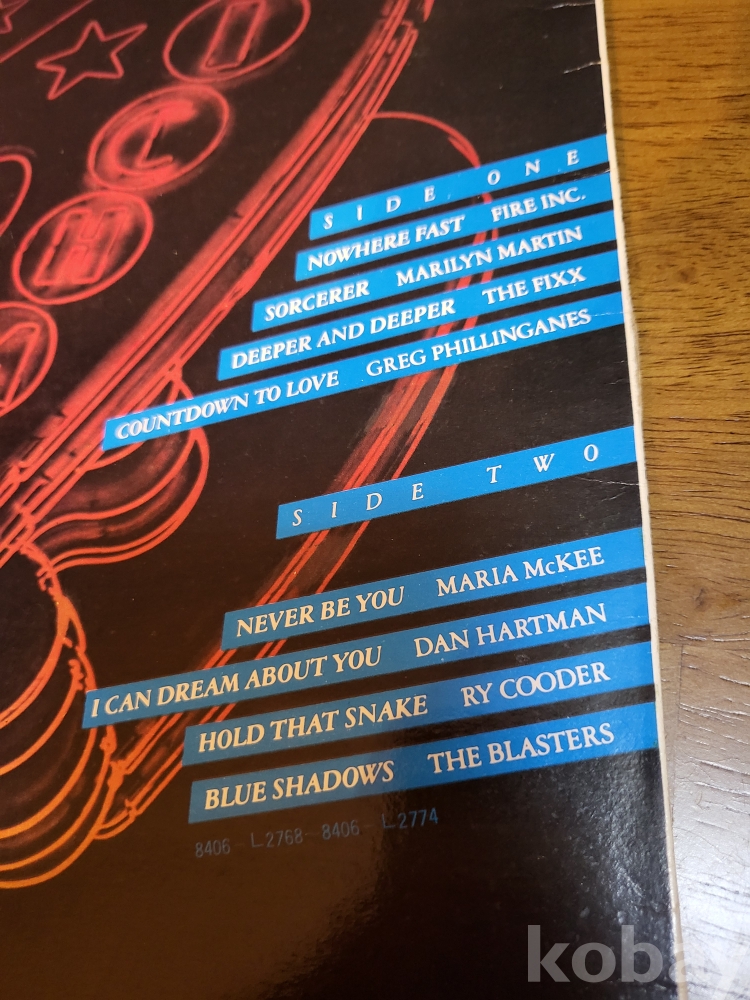 I
C
H
SIDE ONE
NOWHERE FAST FIRE INC.
SORCERER MARILYN MARTIN
DEEPER AND DEEPER THE FIXX
COUNTDOWN TO LOVE GREG PHILLINGANES
SIDE TWO
NEVER BE YOU MARIA McKEE
I CAN DREAM ABOUT YOU DAN HARTMAN
HOLD THAT SNAKE RY COODER
BLUE SHADOWS THE BLASTERS
8406 L2768 8406 L2774
kobay